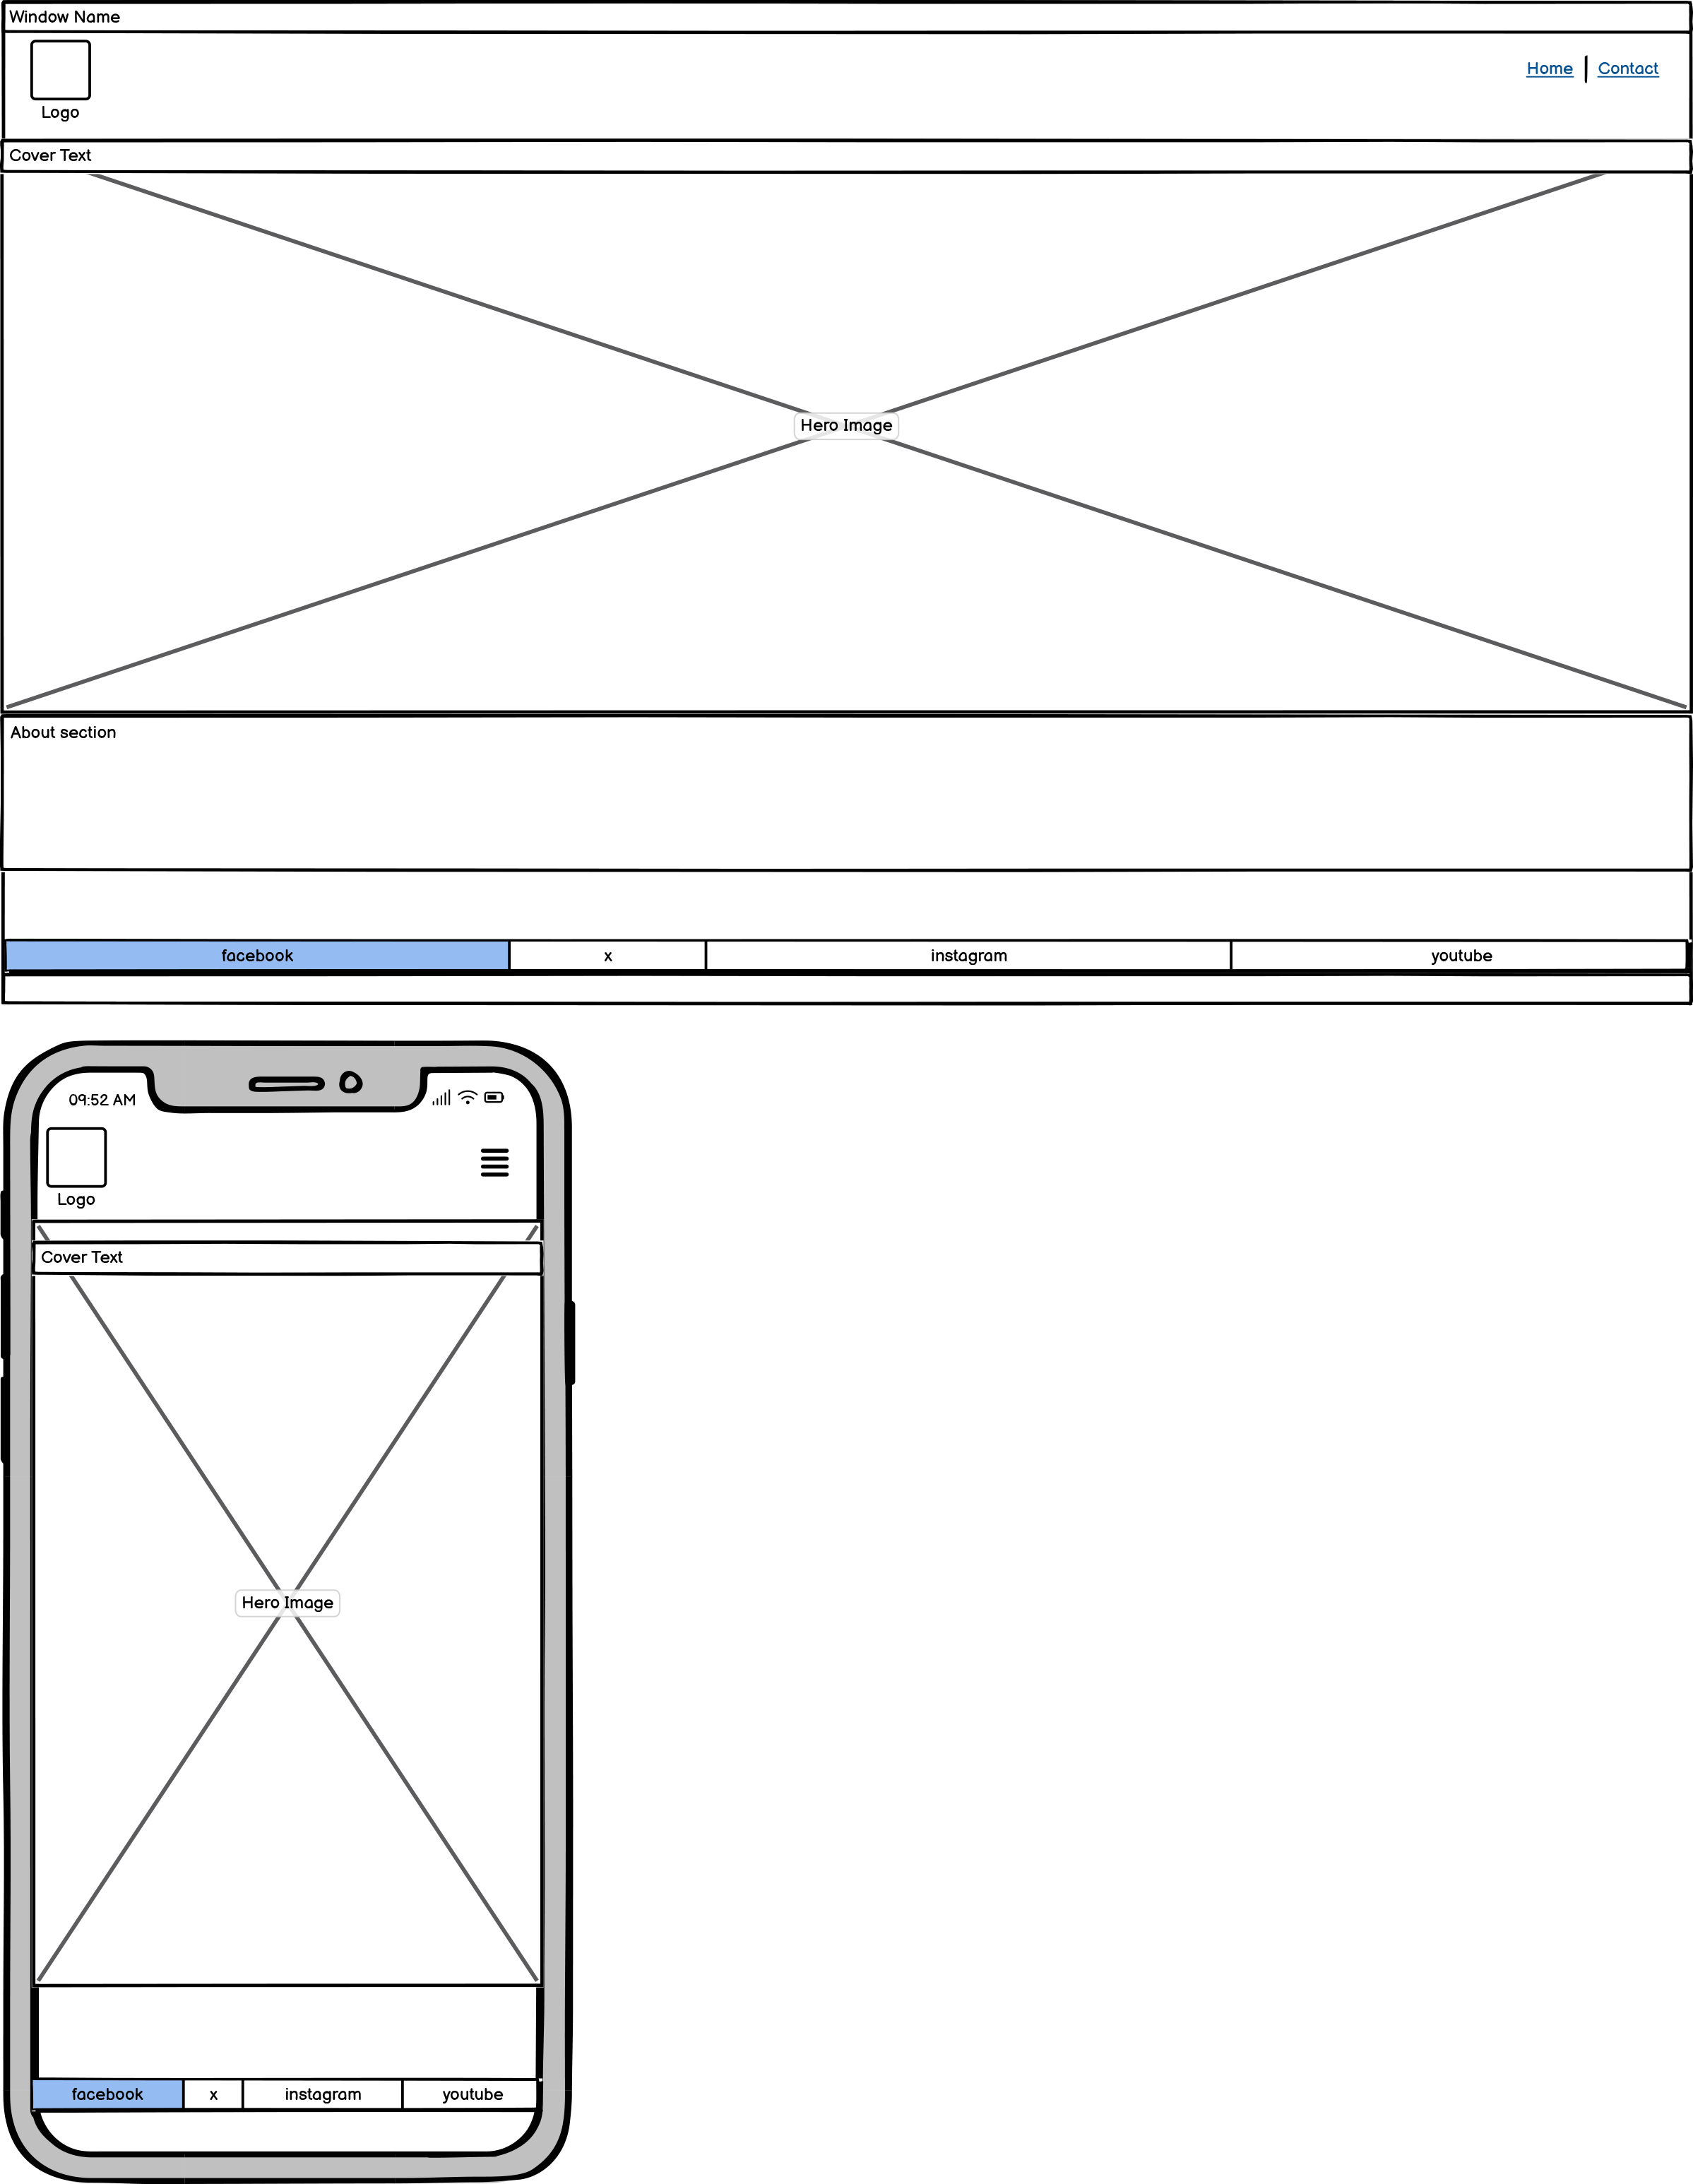 Window Name
Home | Contact
Logo
Cover Text
Hero Image
About section
facebook x instagram youtube
09:52 AM
Logo
Cover Text
Hero Image
facebook x instagram youtube